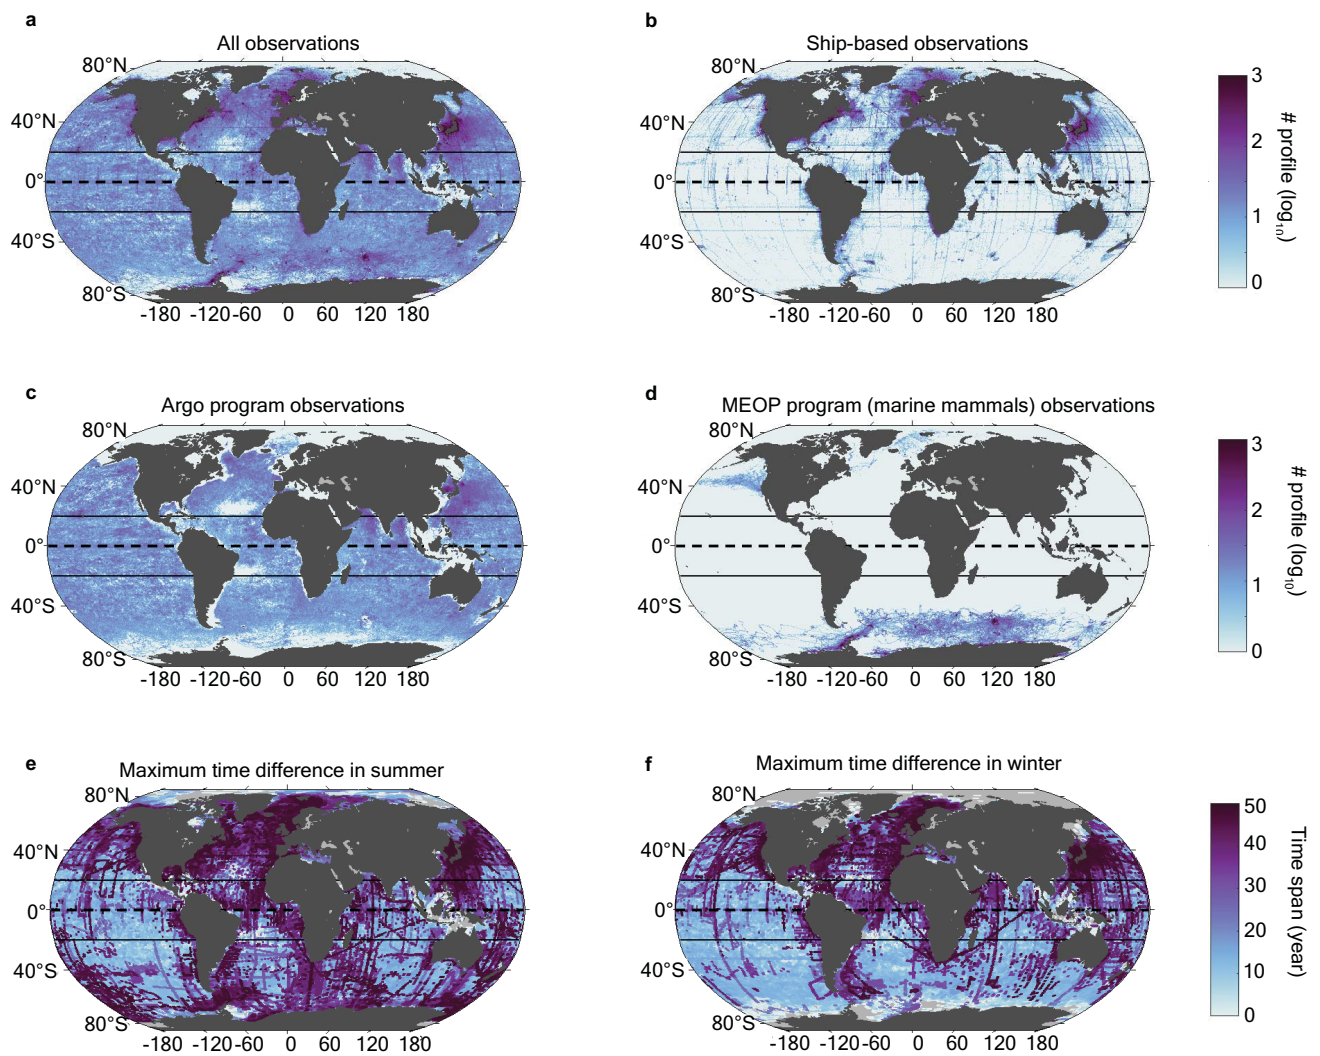 a
All observations
80°N
40°N
0°
40°S
80°S
-180 -120 -60 0 60 120 180
b
Ship-based observations
80°N
40°N
0°
40°S
80°S
-180 -120 -60 0 60 120 180
3
2
1
0
# profile (log10)
c
Argo program observations
80°N
40°N
0°
40°S
80°S
-180 -120 -60 0 60 120 180
d
MEOP program (marine mammals) observations
80°N
40°N
0°
40°S
80°S
-180 -120 -60 0 60 120 180
3
2
1
0
# profile (log10)
e
Maximum time difference in summer
80°N
40°N
0°
40°S
80°S
-180 -120 -60 0 60 120 180
f
Maximum time difference in winter
80°N
40°N
0°
40°S
80°S
-180 -120 -60 0 60 120 180
50
40
30
20
10
0
Time span (year)